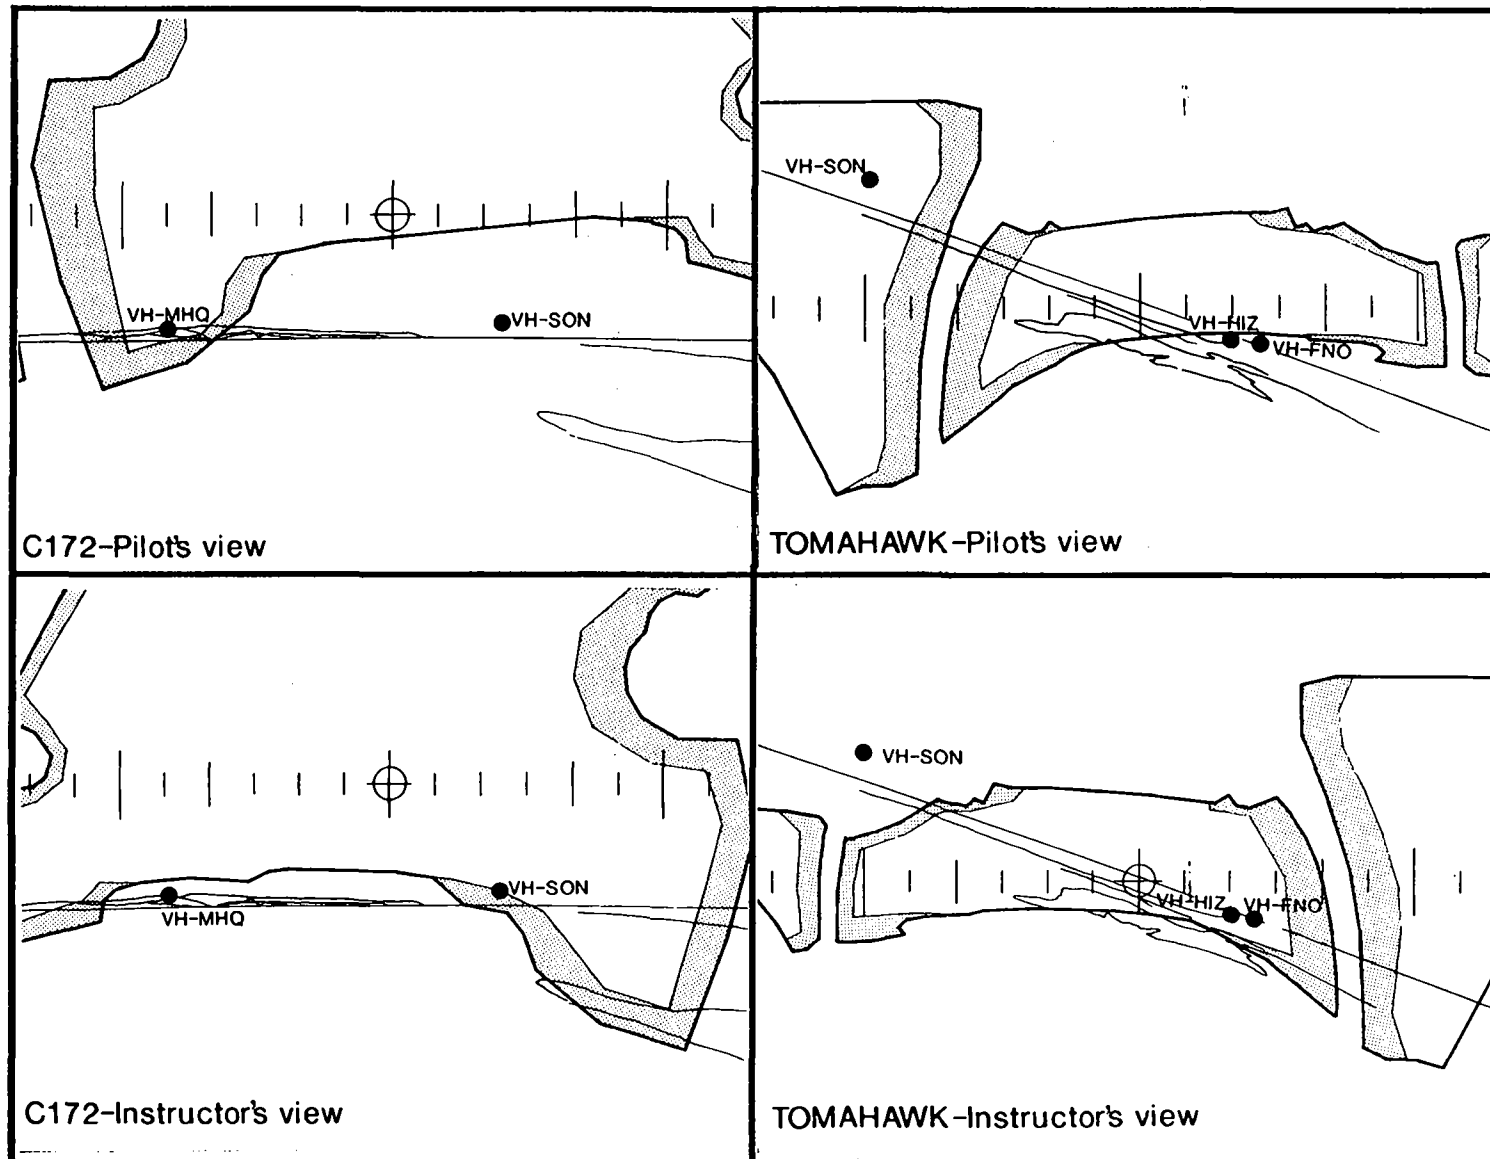 VH-MHQ
VH-SON
C172-Pilot's view
VH-SON
VH-HIZ
VH-FNO
TOMAHAWK-Pilot's view
VH-SON
VH-MHQ
C172-Instructor's view
VH-SON
VH-HIZ
VH-FNO
TOMAHAWK-Instructor's view